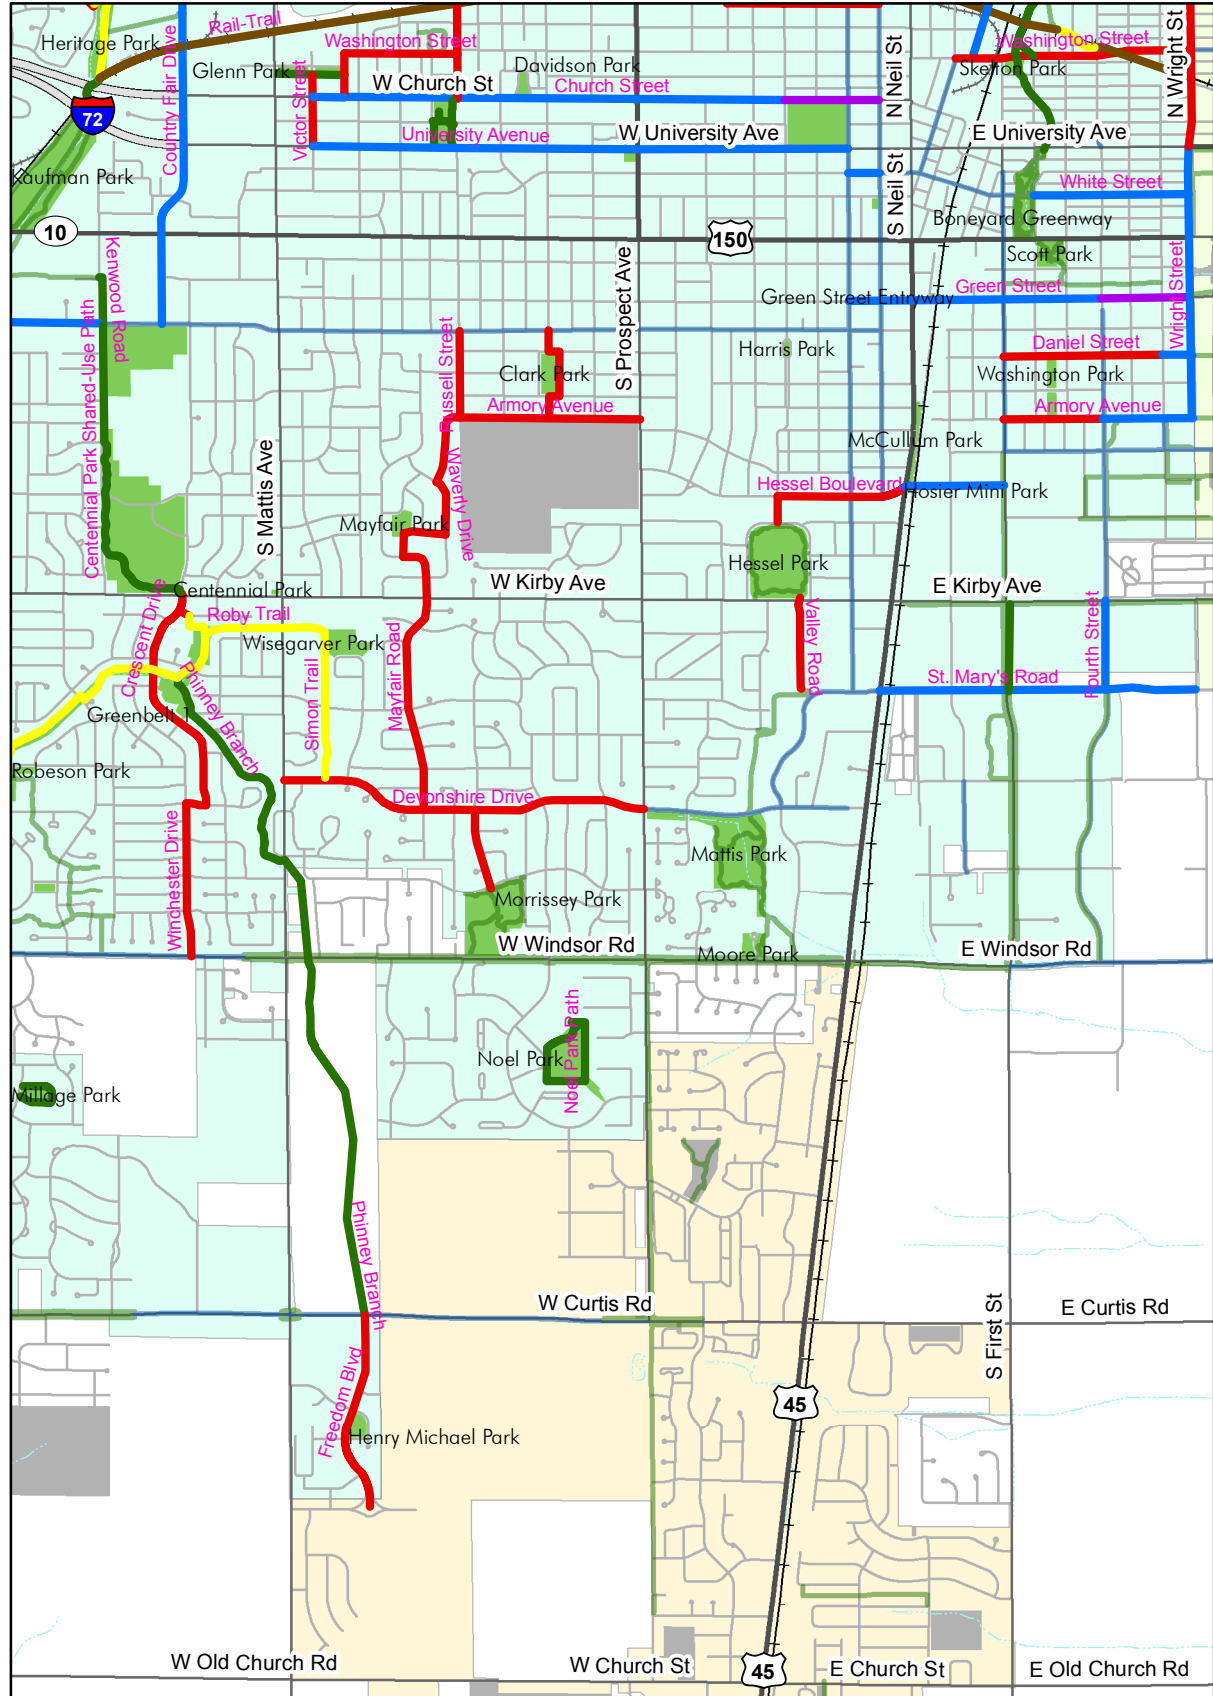 Rail-Trail
Heritage Park
Washington Street
Washington Street
Country Fair Drive
N Neil St
N Wright St
Glenn Park
Davidson Park
Skelton Park
W Church St
Church Street
72
Victor Street
University Avenue
W University Ave
E University Ave
Kaufman Park
S Neil St
White Street
10
150
Boneyard Greenway
Kenwood Road
S Prospect Ave
Scott Park
Green Street Entryway
Green Street
Wright Street
Centennial Park Shared-Use Path
Russell Street
Harris Park
Daniel Street
Clark Park
Washington Park
Armory Avenue
Armory Avenue
S Mattis Ave
McCullum Park
Waverly Drive
Hessel Boulevard
Hosier Mini Park
Mayfair Park
Hessel Park
W Kirby Ave
E Kirby Ave
Centennial Park
Crescent Drive
Roby Trail
Wisegarver Park
Valley Road
Fourth Street
Mayfair Road
Phinney Branch
Simon Trail
St. Mary's Road
Greenbelt 1
Robeson Park
Devonshire Drive
Winchester Drive
Mattis Park
Morrissey Park
W Windsor Rd
Moore Park
E Windsor Rd
Noel Park Path
Noel Park
Millage Park
Phinney Branch
W Curtis Rd
E Curtis Rd
S First St
Freedom Blvd
45
Henry Michael Park
W Old Church Rd
W Church St
45
E Church St
E Old Church Rd